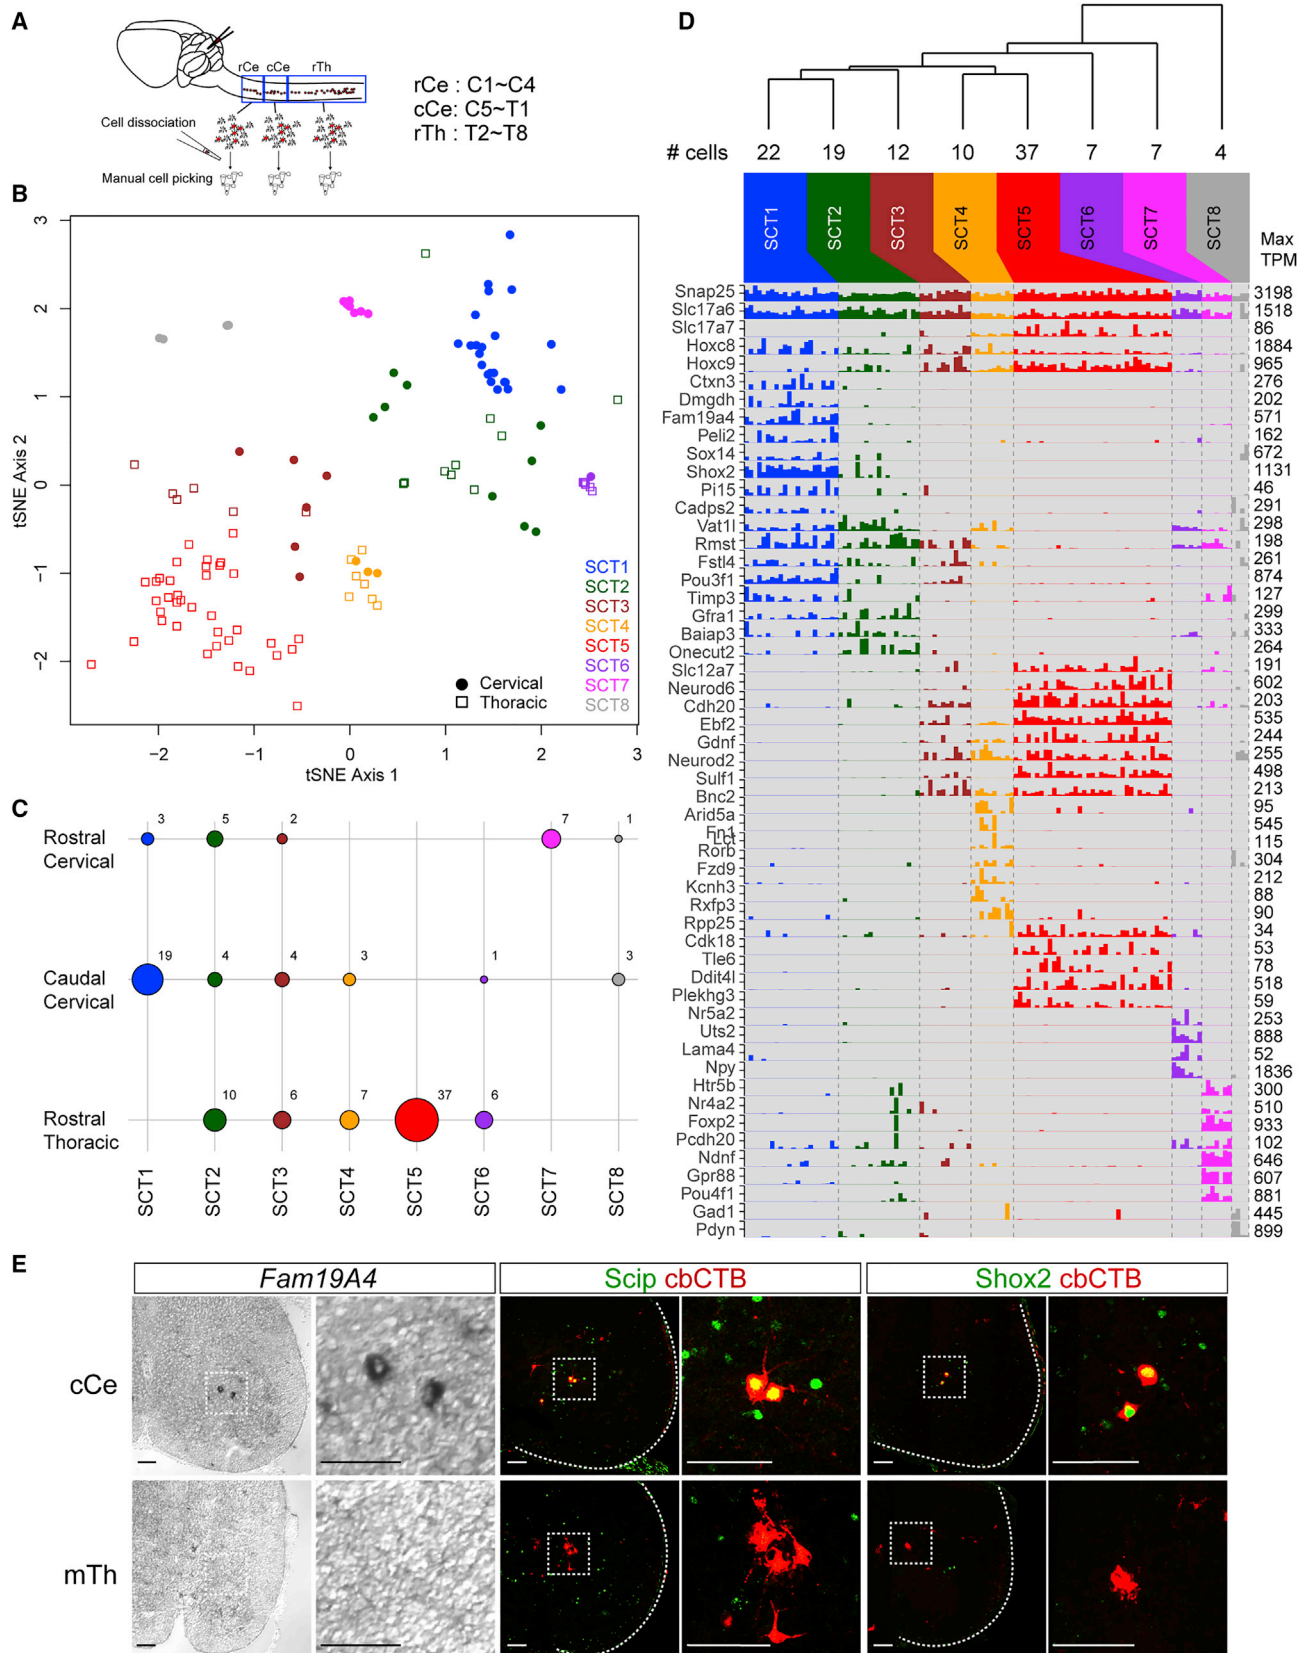 A
rCe cCe rTh
Cell dissociation
Manual cell picking
rCe : C1~C4
cCe: C5~T1
rTh : T2~T8
B
tSNE Axis 2
3
2
1
0
−1
−2
−2 −1 0 1 2 3
tSNE Axis 1
SCT1
SCT2
SCT3
SCT4
SCT5
SCT6
SCT7
SCT8
Cervical
Thoracic
C
Rostral
Cervical
3 5 2 7 1
Caudal
Cervical
19 4 4 3 1 3
Rostral
Thoracic
10 6 7 37 6
SCT1 SCT2 SCT3 SCT4 SCT5 SCT6 SCT7 SCT8
D
# cells 22 19 12 10 37 7 7 4
SCT1 SCT2 SCT3 SCT4 SCT5 SCT6 SCT7 SCT8
Max
TPM
Snap25 3198
Slc17a6 1518
Slc17a7 86
Hoxc8 1884
Hoxc9 965
Ctxn3 276
Dmgdh 202
Fam19a4 571
Peli2 162
Sox14 672
Shox2 1131
Pi15 46
Cadps2 291
Vat1l 298
Rmst 198
Fstl4 261
Pou3f1 874
Timp3 127
Gfra1 299
Baiap3 333
Onecut2 264
Slc12a7 191
Neurod6 602
Cdh20 203
Ebf2 535
Gdnf 244
Neurod2 255
Sulf1 498
Bnc2 213
Arid5a 95
Fn1 545
Lct 115
Rorb 304
Fzd9 212
Kcnh3 88
Rxfp3 90
Rpp25 34
Cdk18 53
Tle6 78
Ddit4l 518
Plekhg3 59
Nr5a2 253
Uts2 888
Lama4 52
Npy 1836
Htr5b 300
Nr4a2 510
Foxp2 933
Pcdh20 102
Ndnf 646
Gpr88 607
Pou4f1 881
Gad1 445
Pdyn 899
E
Fam19A4 Scip cbCTB Shox2 cbCTB
cCe
mTh